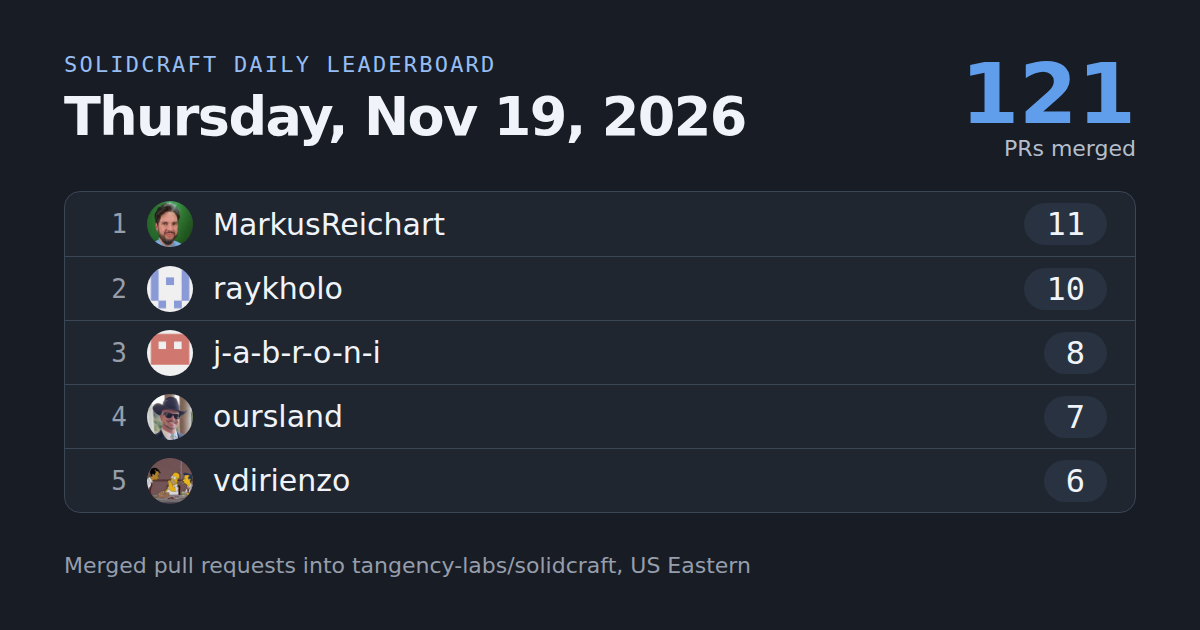 SOLIDCRAFT DAILY LEADERBOARD
Thursday, Nov 19, 2026
121
PRs merged
1 MarkusReichart 11
2 raykholo 10
3 j-a-b-r-o-n-i 8
4 oursland 7
5 vdirienzo 6
Merged pull requests into tangency-labs/solidcraft, US Eastern